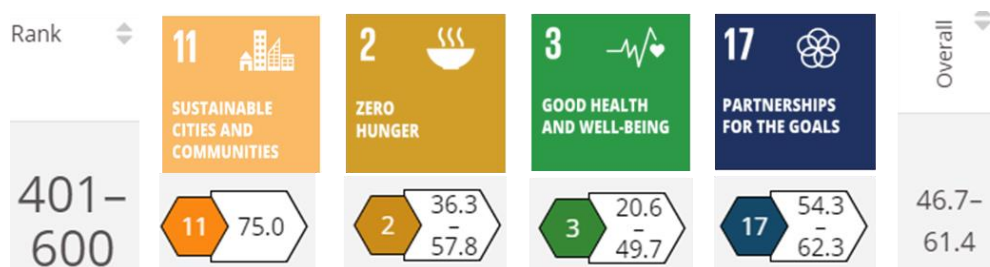 Rank
11
SUSTAINABLE
CITIES AND
COMMUNITIES
2
ZERO
HUNGER
3
GOOD HEALTH
AND WELL-BEING
17
PARTNERSHIPS
FOR THE GOALS
Overall
401–
600
11
75.0
2
36.3
–
57.8
3
20.6
–
49.7
17
54.3
–
62.3
46.7–
61.4